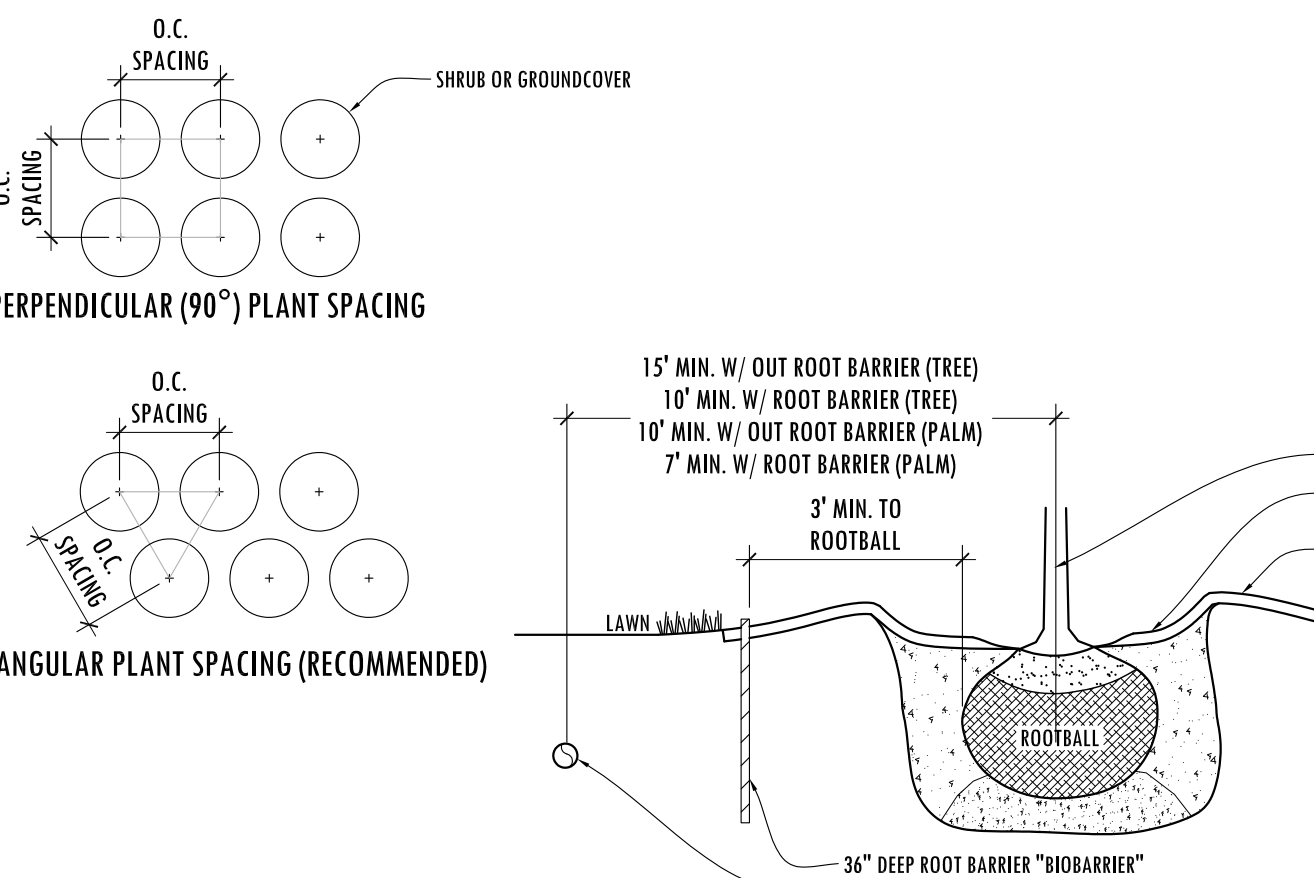 O.C.
SPACING
SHRUB OR GROUNDCOVER
O.C.
SPACING
PERPENDICULAR (90°) PLANT SPACING
O.C.
SPACING
O.C.
SPACING
ANGULAR PLANT SPACING (RECOMMENDED)
15' MIN. W/ OUT ROOT BARRIER (TREE)
10' MIN. W/ ROOT BARRIER (TREE)
10' MIN. W/ OUT ROOT BARRIER (PALM)
7' MIN. W/ ROOT BARRIER (PALM)
3' MIN. TO
ROOTBALL
LAWN
ROOTBALL
36" DEEP ROOT BARRIER "BIOBARRIER"